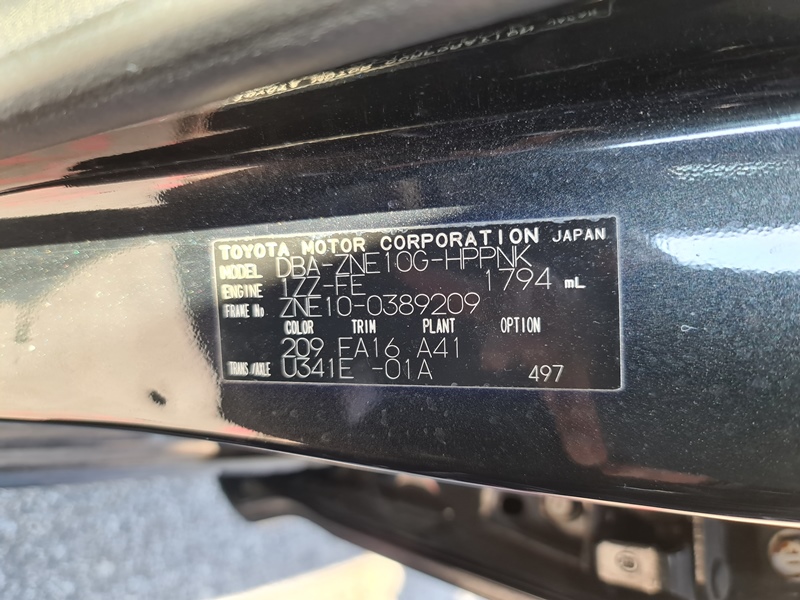 TOYOTA MOTOR CORPORATION JAPAN
MODEL DBA-ZNE10G-HPPNK
ENGINE 1ZZ-FE 1794 mL
FRAME No ZNE10-0389209
COLOR TRIM PLANT OPTION
209 FA16 A41
TRANS/AXLE U341E -01A 497